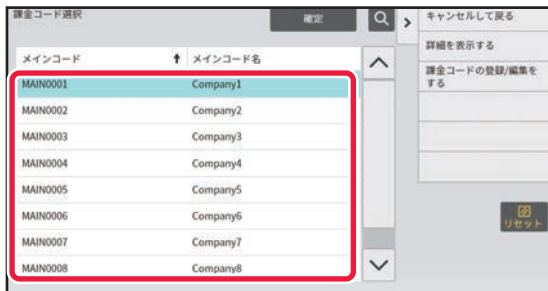 課金コード選択
確定
メインコード メインコード名
MAIN0001 Company1
MAIN0002 Company2
MAIN0003 Company3
MAIN0004 Company4
MAIN0005 Company5
MAIN0006 Company6
MAIN0007 Company7
MAIN0008 Company8
キャンセルして戻る
詳細を表示する
課金コードの登録/編集を
する
リセット